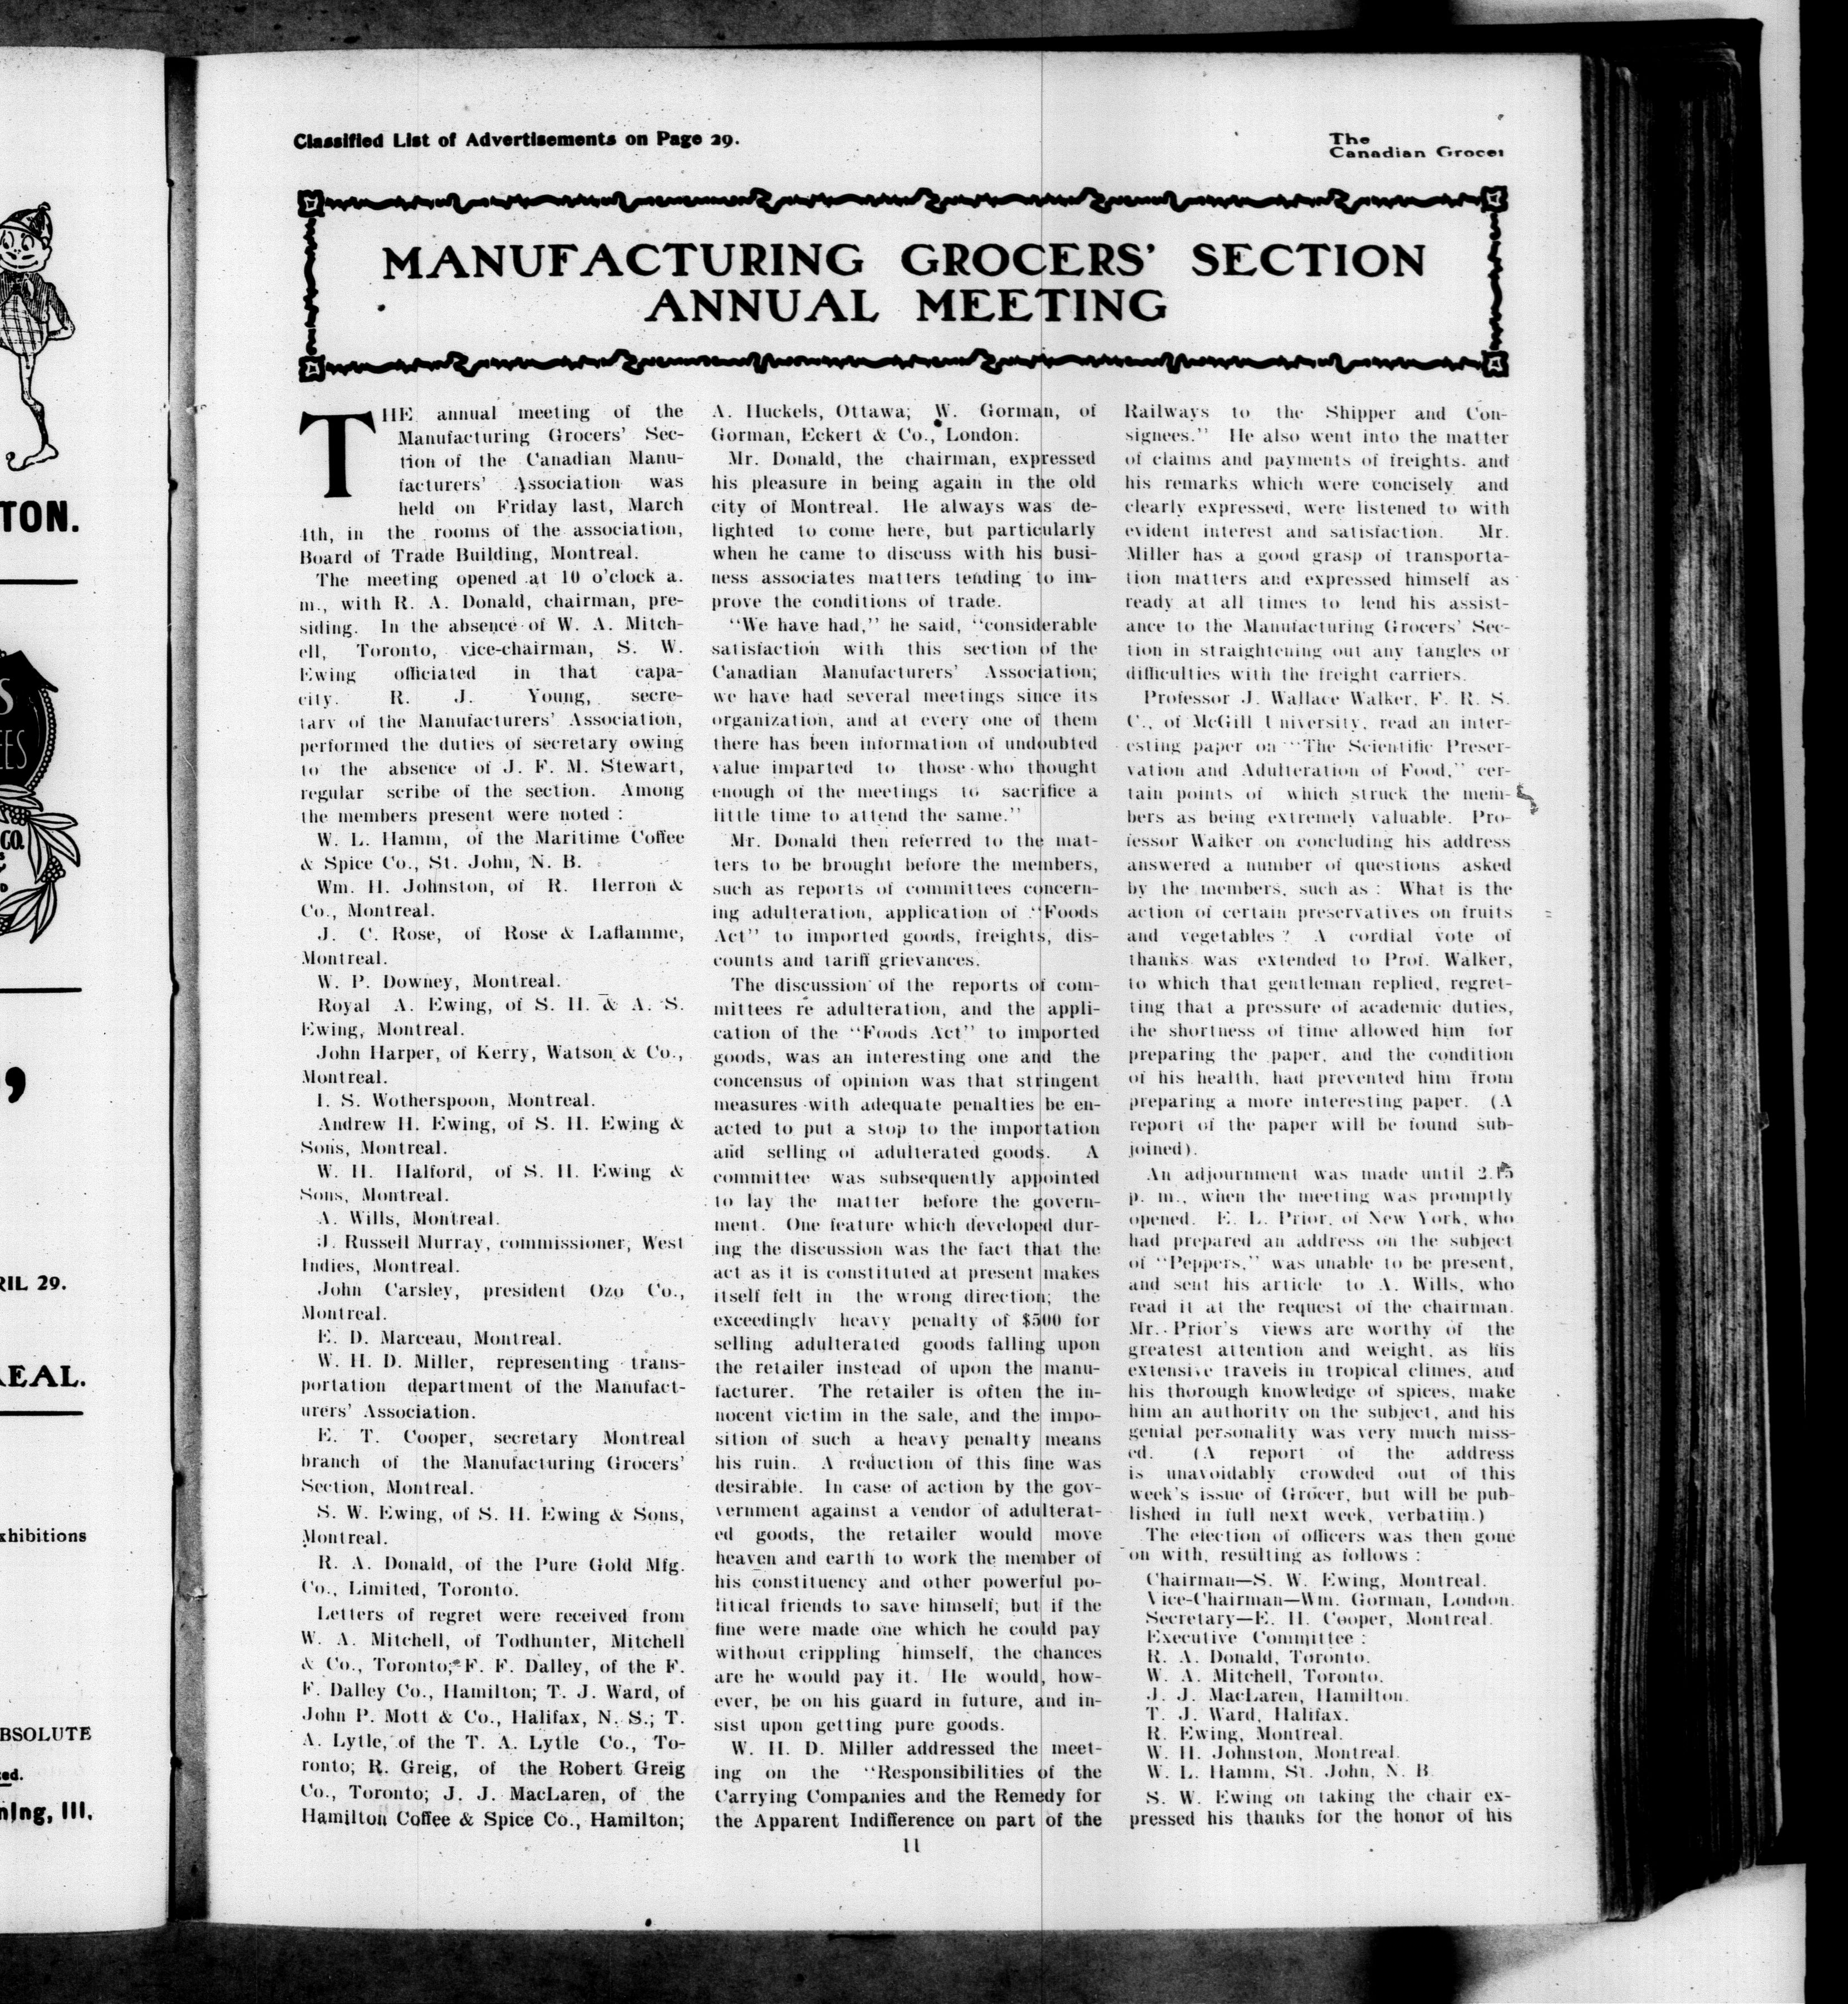 TON.
S
EES
CO.
,
RIL 29.
REAL.
xhibitions
BSOLUTE
ning, Ill.
Classified List of Advertisements on Page 29.
The
Canadian Grocer
MANUFACTURING GROCERS' SECTION
ANNUAL MEETING
THE annual meeting of the
Manufacturing Grocers' Sec-
tion of the Canadian Manu-
facturers' Association was
held on Friday last, March
4th, in the rooms of the association,
Board of Trade Building, Montreal.
The meeting opened at 10 o'clock a.
m., with R. A. Donald, chairman, pre-
siding. In the absence of W. A. Mitch-
ell, Toronto, vice-chairman, S. W.
Ewing officiated in that capa-
city. R. J. Young, secre-
tary of the Manufacturers' Association,
performed the duties of secretary owing
to the absence of J. F. M. Stewart,
regular scribe of the section. Among
the members present were noted :
W. L. Hamm, of the Maritime Coffee
& Spice Co., St. John, N. B.
Wm. H. Johnston, of R. Herron &
Co., Montreal.
J. C. Rose, of Rose & Laflamme,
Montreal.
W. P. Downey, Montreal.
Royal A. Ewing, of S. H. & A. S.
Ewing, Montreal.
John Harper, of Kerry, Watson & Co.,
Montreal.
I. S. Wotherspoon, Montreal.
Andrew H. Ewing, of S. H. Ewing &
Sons, Montreal.
W. H. Halford, of S. H. Ewing &
Sons, Montreal.
A. Wills, Montreal.
J. Russell Murray, commissioner, West
Indies, Montreal.
John Carsley, president Ozo Co.,
Montreal.
E. D. Marceau, Montreal.
W. H. D. Miller, representing trans-
portation department of the Manufact-
urers' Association.
E. T. Cooper, secretary Montreal
branch of the Manufacturing Grocers'
Section, Montreal.
S. W. Ewing, of S. H. Ewing & Sons,
Montreal.
R. A. Donald, of the Pure Gold Mfg.
Co., Limited, Toronto.
Letters of regret were received from
W. A. Mitchell, of Todhunter, Mitchell
& Co., Toronto; F. F. Dalley, of the F.
F. Dalley Co., Hamilton; T. J. Ward, of
John P. Mott & Co., Halifax, N. S.; T.
A. Lytle, of the T. A. Lytle Co., To-
ronto; R. Greig, of the Robert Greig
Co., Toronto; J. J. MacLaren, of the
Hamilton Coffee & Spice Co., Hamilton;
A. Huckels, Ottawa; W. Gorman, of
Gorman, Eckert & Co., London.
Mr. Donald, the chairman, expressed
his pleasure in being again in the old
city of Montreal. He always was de-
lighted to come here, but particularly
when he came to discuss with his busi-
ness associates matters tending to im-
prove the conditions of trade.
"We have had," he said, "considerable
satisfaction with this section of the
Canadian Manufacturers' Association;
we have had several meetings since its
organization, and at every one of them
there has been information of undoubted
value imparted to those who thought
enough of the meetings to sacrifice a
little time to attend the same."
Mr. Donald then referred to the mat-
ters to be brought before the members,
such as reports of committees concern-
ing adulteration, application of "Foods
Act" to imported goods, freights, dis-
counts and tariff grievances.
The discussion of the reports of com-
mittees re adulteration, and the appli-
cation of the "Foods Act" to imported
goods, was an interesting one and the
concensus of opinion was that stringent
measures with adequate penalties be en-
acted to put a stop to the importation
and selling of adulterated goods. A
committee was subsequently appointed
to lay the matter before the govern-
ment. One feature which developed dur-
ing the discussion was the fact that the
act as it is constituted at present makes
itself felt in the wrong direction; the
exceedingly heavy penalty of $500 for
selling adulterated goods falling upon
the retailer instead of upon the manu-
facturer. The retailer is often the in-
nocent victim in the sale, and the impo-
sition of such a heavy penalty means
his ruin. A reduction of this fine was
desirable. In case of action by the gov-
vernment against a vendor of adulterat-
ed goods, the retailer would move
heaven and earth to work the member of
his constituency and other powerful po-
litical friends to save himself; but if the
fine were made one which he could pay
without crippling himself, the chances
are he would pay it. He would, how-
ever, be on his guard in future, and in-
sist upon getting pure goods.
W. H. D. Miller addressed the meet-
ing on the "Responsibilities of the
Carrying Companies and the Remedy for
the Apparent Indifference on part of the
Railways to the Shipper and Con-
signees." He also went into the matter
of claims and payments of freights. and
his remarks which were concisely and
clearly expressed, were listened to with
evident interest and satisfaction. Mr.
Miller has a good grasp of transporta-
tion matters and expressed himself as
ready at all times to lend his assist-
ance to the Manufacturing Grocers' Sec-
tion in straightening out any tangles or
difficulties with the freight carriers.
Professor J. Wallace Walker, F. R. S.
C., of McGill University, read an inter-
esting paper on "The Scientific Preser-
vation and Adulteration of Food," cer-
tain points of which struck the mem-
bers as being extremely valuable. Pro-
fessor Walker on concluding his address
answered a number of questions asked
by the members, such as : What is the
action of certain preservatives on fruits
and vegetables ? A cordial vote of
thanks was extended to Prof. Walker,
to which that gentleman replied, regret-
ting that a pressure of academic duties,
the shortness of time allowed him for
preparing the paper, and the condition
of his health, had prevented him from
preparing a more interesting paper. (A
report of the paper will be found sub-
joined).
An adjournment was made until 2.15
p. m., when the meeting was promptly
opened. E. L. Prior, of New York, who
had prepared an address on the subject
of "Peppers," was unable to be present,
and sent his article to A. Wills, who
read it at the request of the chairman.
Mr. Prior's views are worthy of the
greatest attention and weight, as his
extensive travels in tropical climes, and
his thorough knowledge of spices, make
him an authority on the subject, and his
genial personality was very much miss-
ed. (A report of the address
is unavoidably crowded out of this
week's issue of Grocer, but will be pub-
lished in full next week, verbatim.)
The election of officers was then gone
on with, resulting as follows :
Chairman—S. W. Ewing, Montreal.
Vice-Chairman—Wm. Gorman, London.
Secretary—E. H. Cooper, Montreal.
Executive Committee :
R. A. Donald, Toronto.
W. A. Mitchell, Toronto.
J. J. MacLaren, Hamilton.
T. J. Ward, Halifax.
R. Ewing, Montreal.
W. H. Johnston, Montreal.
W. L. Hamm, St. John, N. B.
S. W. Ewing on taking the chair ex-
pressed his thanks for the honor of his
11